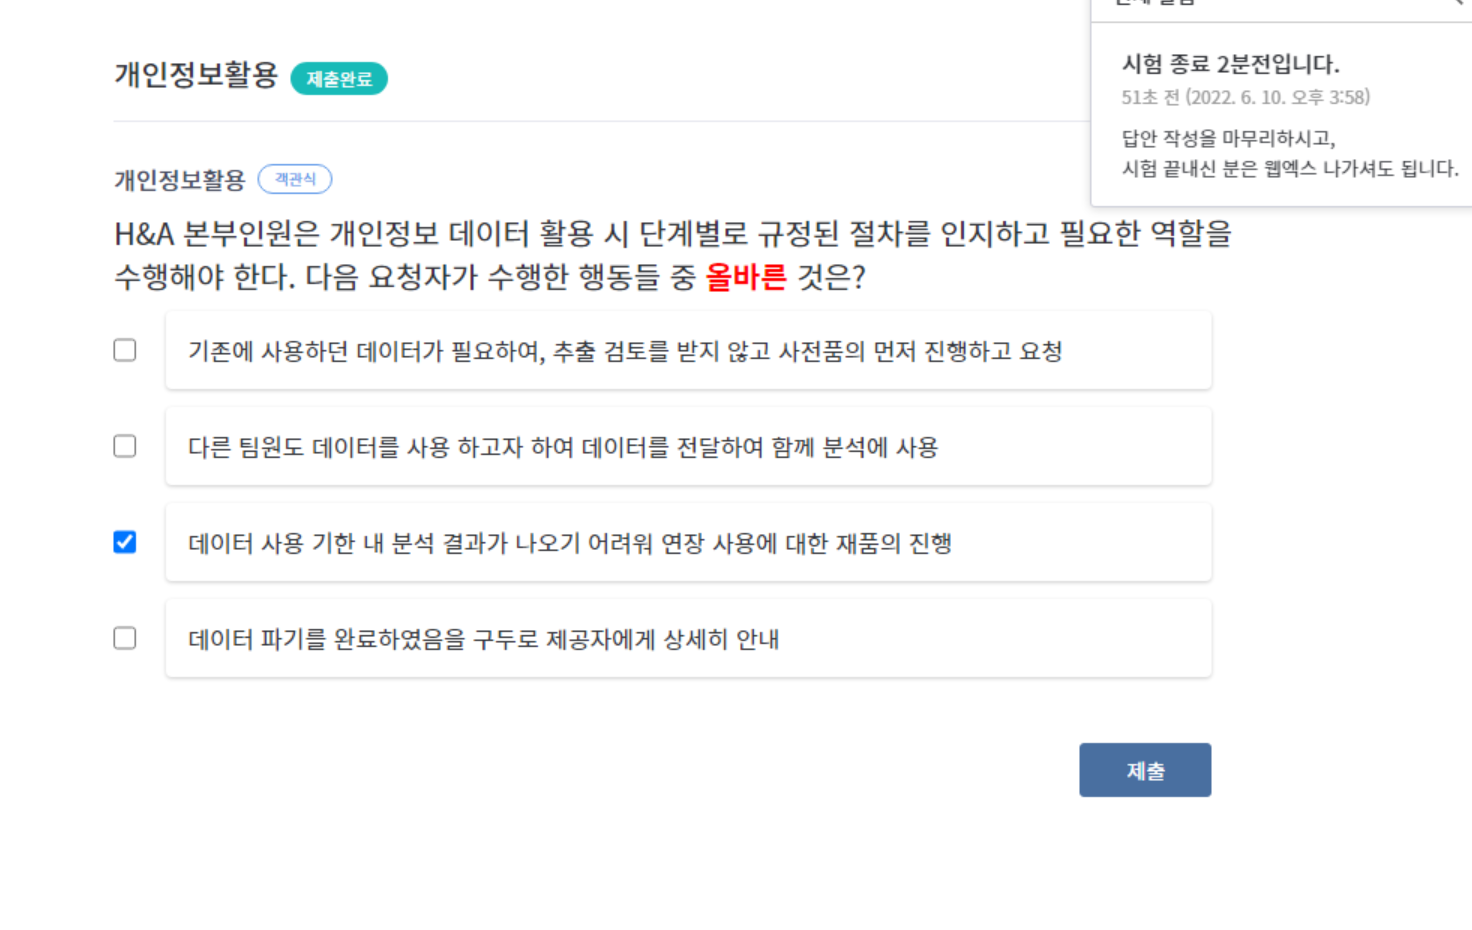 개인정보활용 제출완료
시험 종료 2분전입니다.
51초 전 (2022. 6. 10. 오후 3:58)
답안 작성을 마무리하시고,
시험 끝내신 분은 웹엑스 나가셔도 됩니다.
개인정보활용 객관식
H&A 본부인원은 개인정보 데이터 활용 시 단계별로 규정된 절차를 인지하고 필요한 역할을
수행해야 한다. 다음 요청자가 수행한 행동들 중 올바른 것은?
기존에 사용하던 데이터가 필요하여, 추출 검토를 받지 않고 사전품의 먼저 진행하고 요청
다른 팀원도 데이터를 사용 하고자 하여 데이터를 전달하여 함께 분석에 사용
데이터 사용 기한 내 분석 결과가 나오기 어려워 연장 사용에 대한 재품의 진행
데이터 파기를 완료하였음을 구두로 제공자에게 상세히 안내
제출